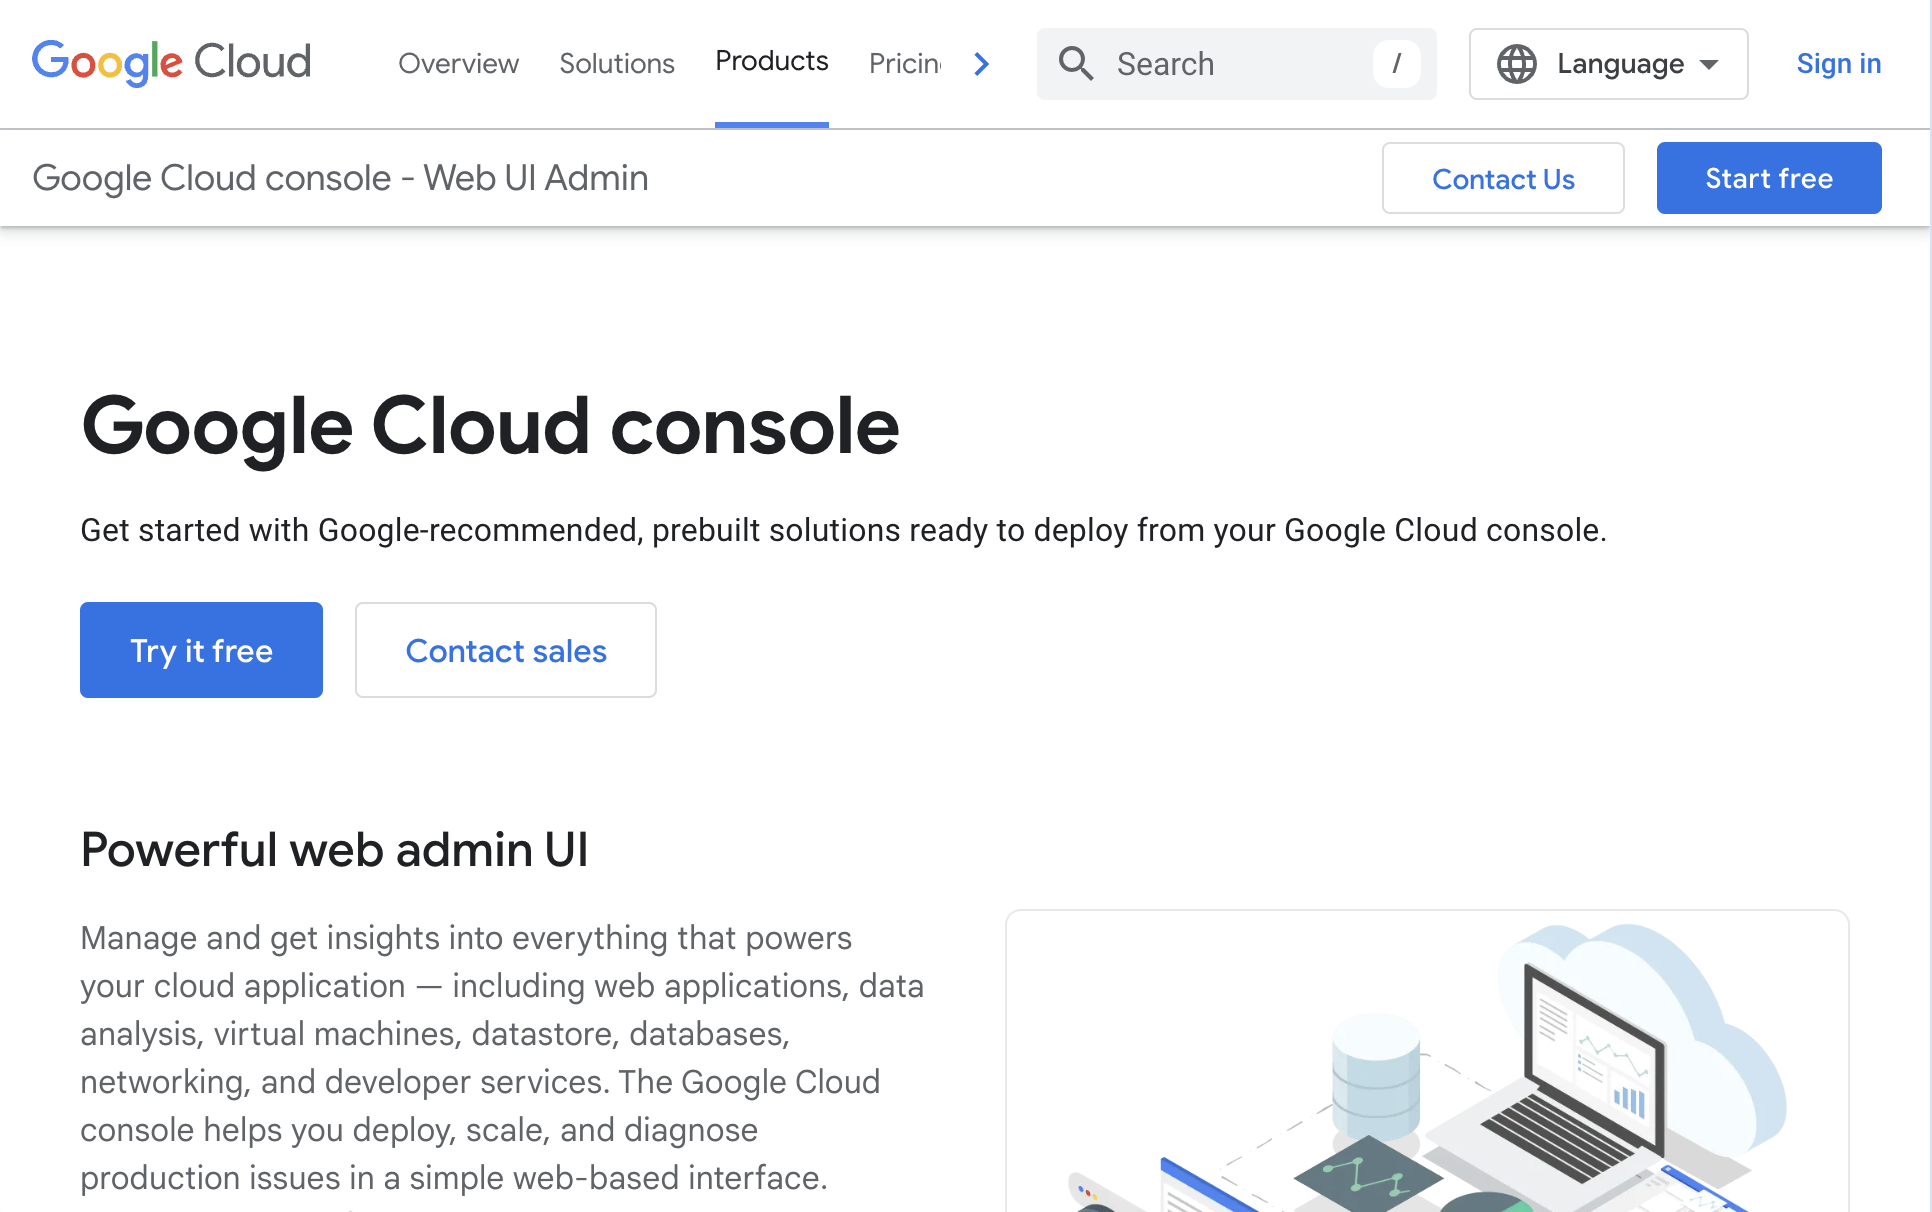 Google Cloud
Overview
Solutions
Products
Pricin
Search
/
Language
Sign in
Google Cloud console - Web UI Admin
Contact Us
Start free
Google Cloud console
Get started with Google-recommended, prebuilt solutions ready to deploy from your Google Cloud console.
Try it free
Contact sales
Powerful web admin UI
Manage and get insights into everything that powers
your cloud application — including web applications, data
analysis, virtual machines, datastore, databases,
networking, and developer services. The Google Cloud
console helps you deploy, scale, and diagnose
production issues in a simple web-based interface.